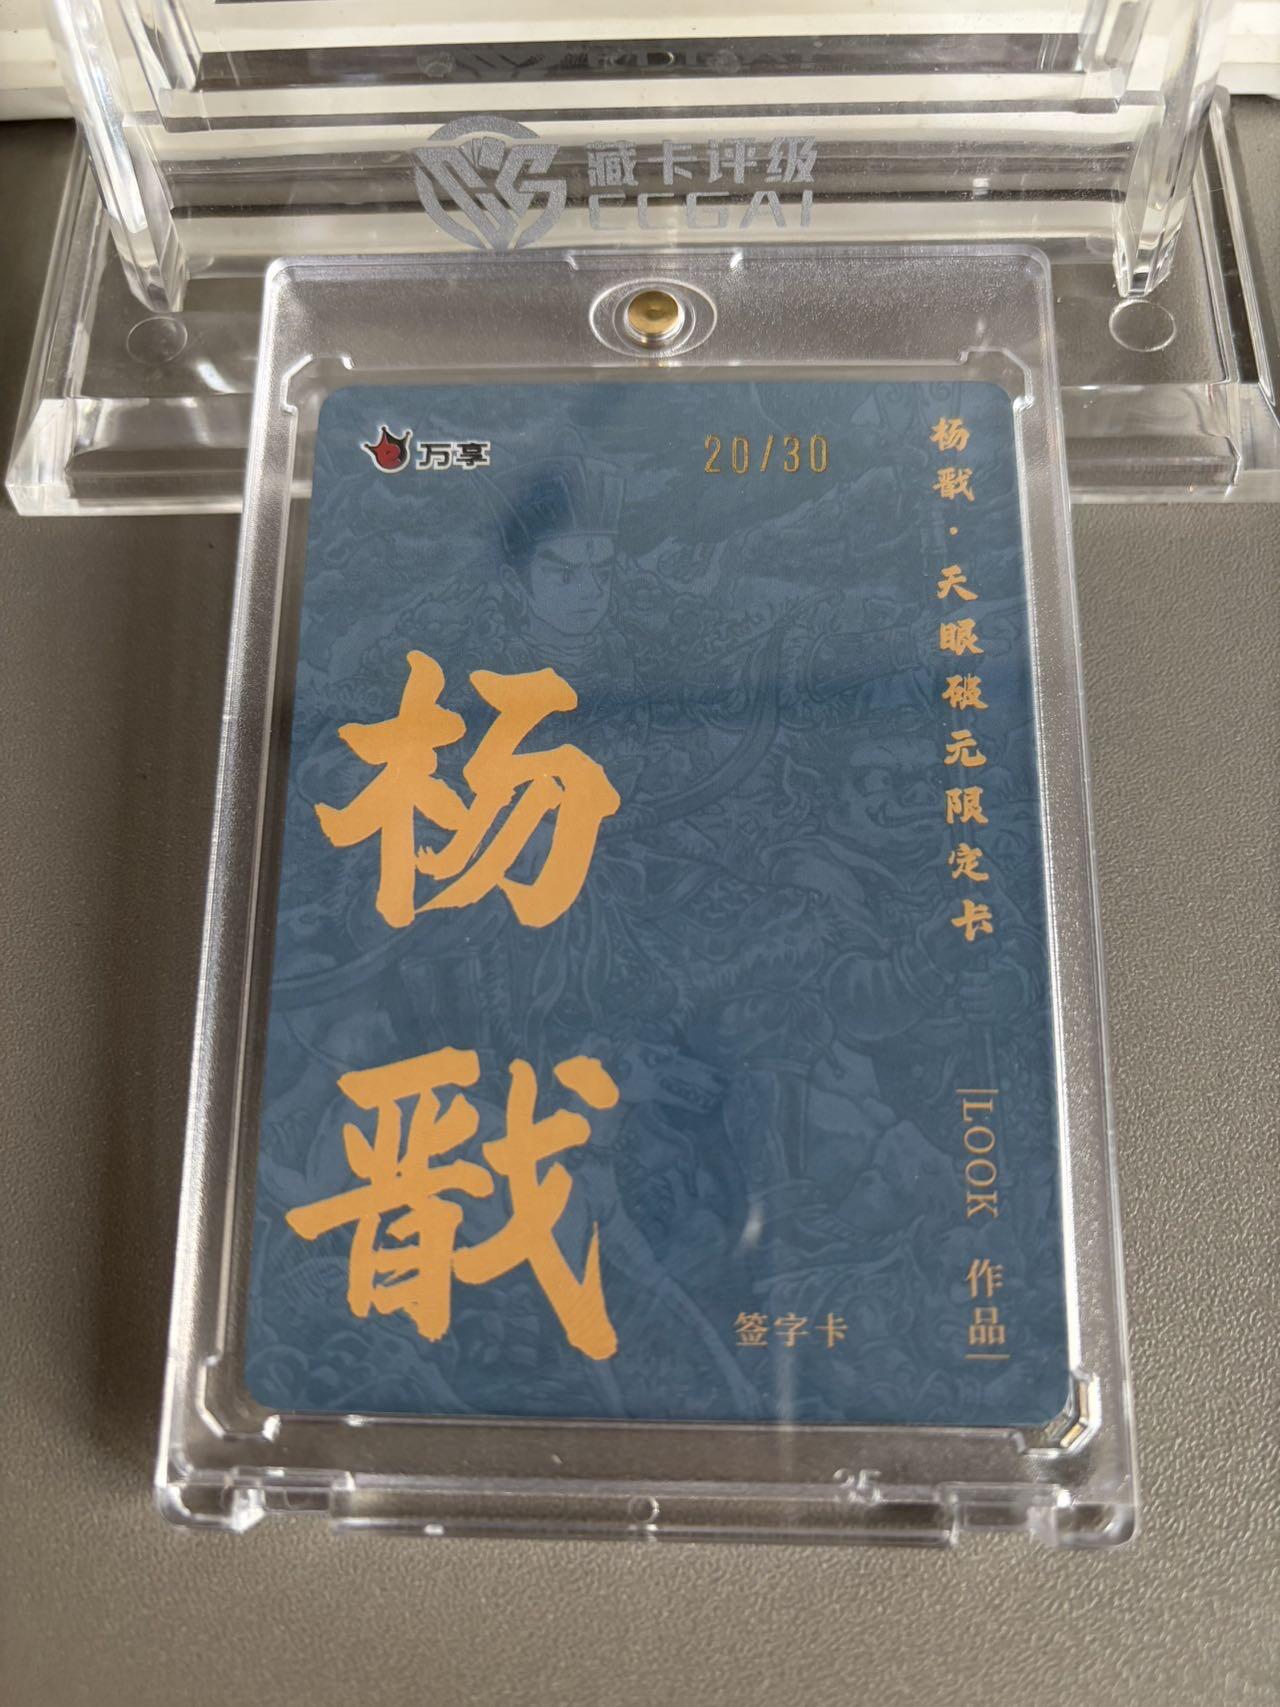 藏卡评级
CCGAI
万享
20/30
杨戬·天眼破元限定卡
杨戬
|LOOK 作品|
签字卡
35